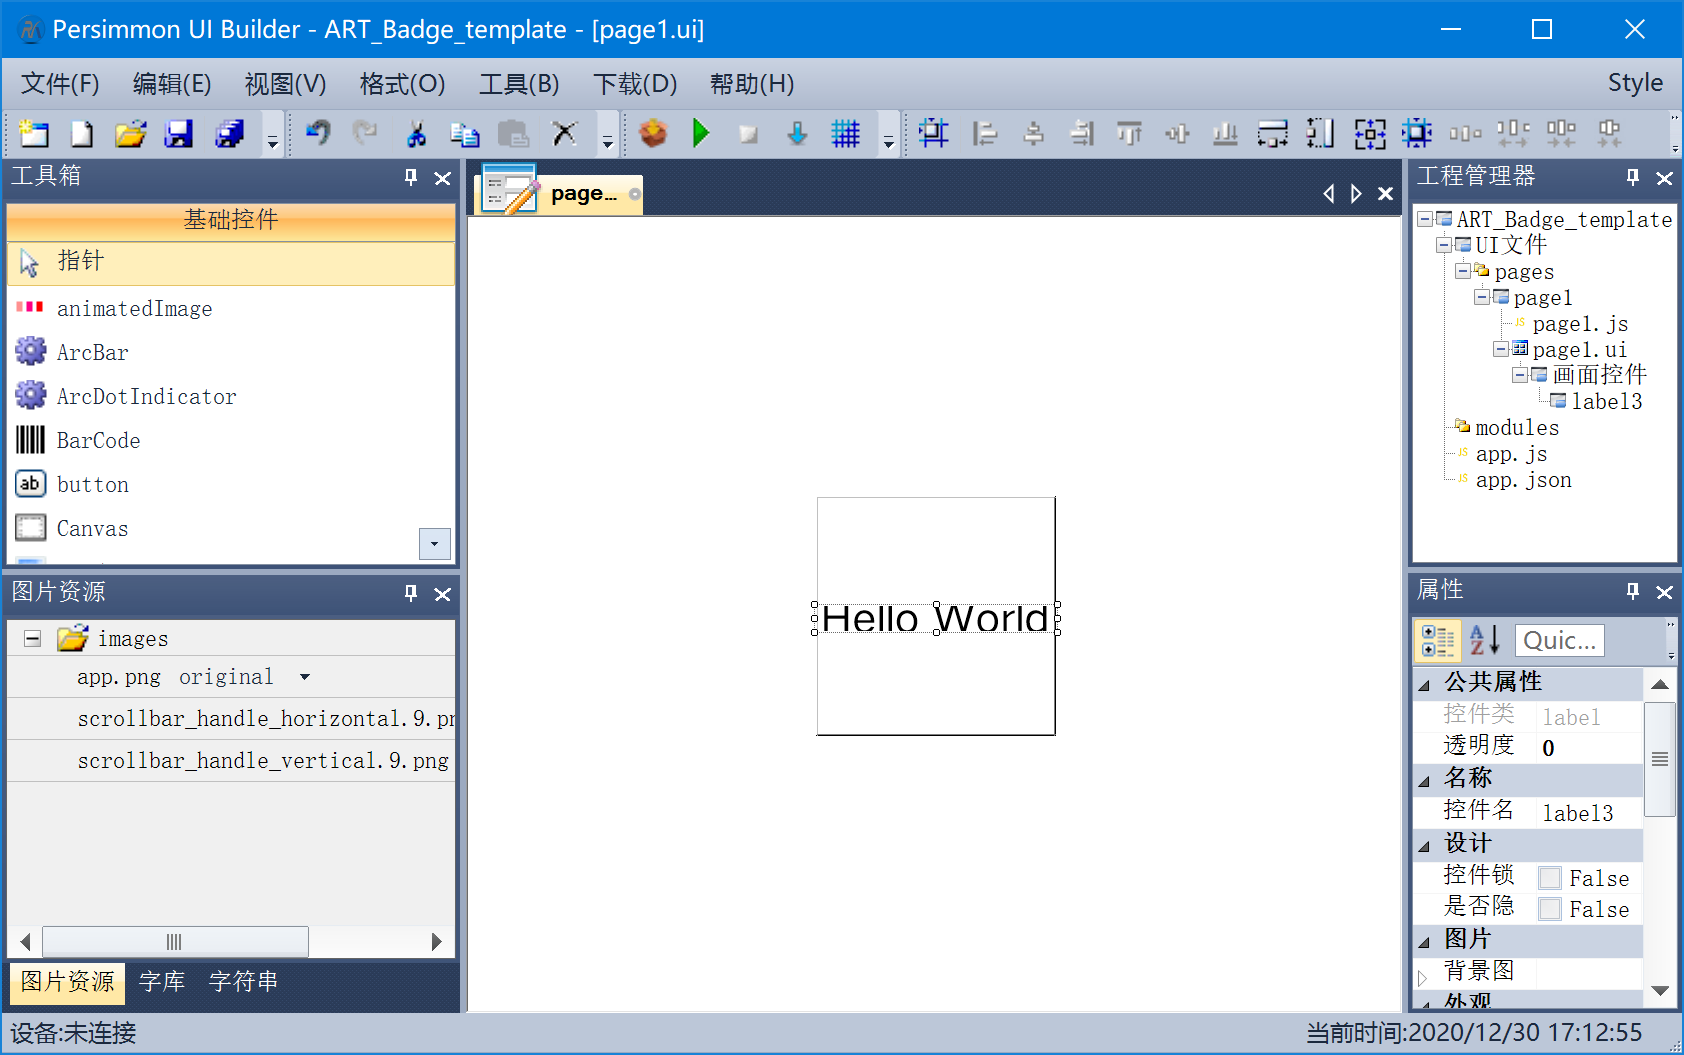 Persimmon UI Builder - ART_Badge_template - [page1.ui]
文件(F) 编辑(E) 视图(V) 格式(O) 工具(B) 下载(D) 帮助(H) Style
工具箱
基础控件
指针
animatedImage
ArcBar
ArcDotIndicator
BarCode
ab button
Canvas
图片资源
images
app.png original
scrollbar_handle_horizontal.9.pn
scrollbar_handle_vertical.9.png
图片资源 字库 字符串
page...
Hello World
工程管理器
ART_Badge_template
UI文件
pages
page1
JS page1.js
page1.ui
画面控件
label3
modules
JS app.js
JS app.json
属性
AZ Quic...
公共属性
控件类 label
透明度 0
名称
控件名 label3
设计
控件锁 False
是否隐 False
图片
背景图
外观
设备:未连接
当前时间:2020/12/30 17:12:55